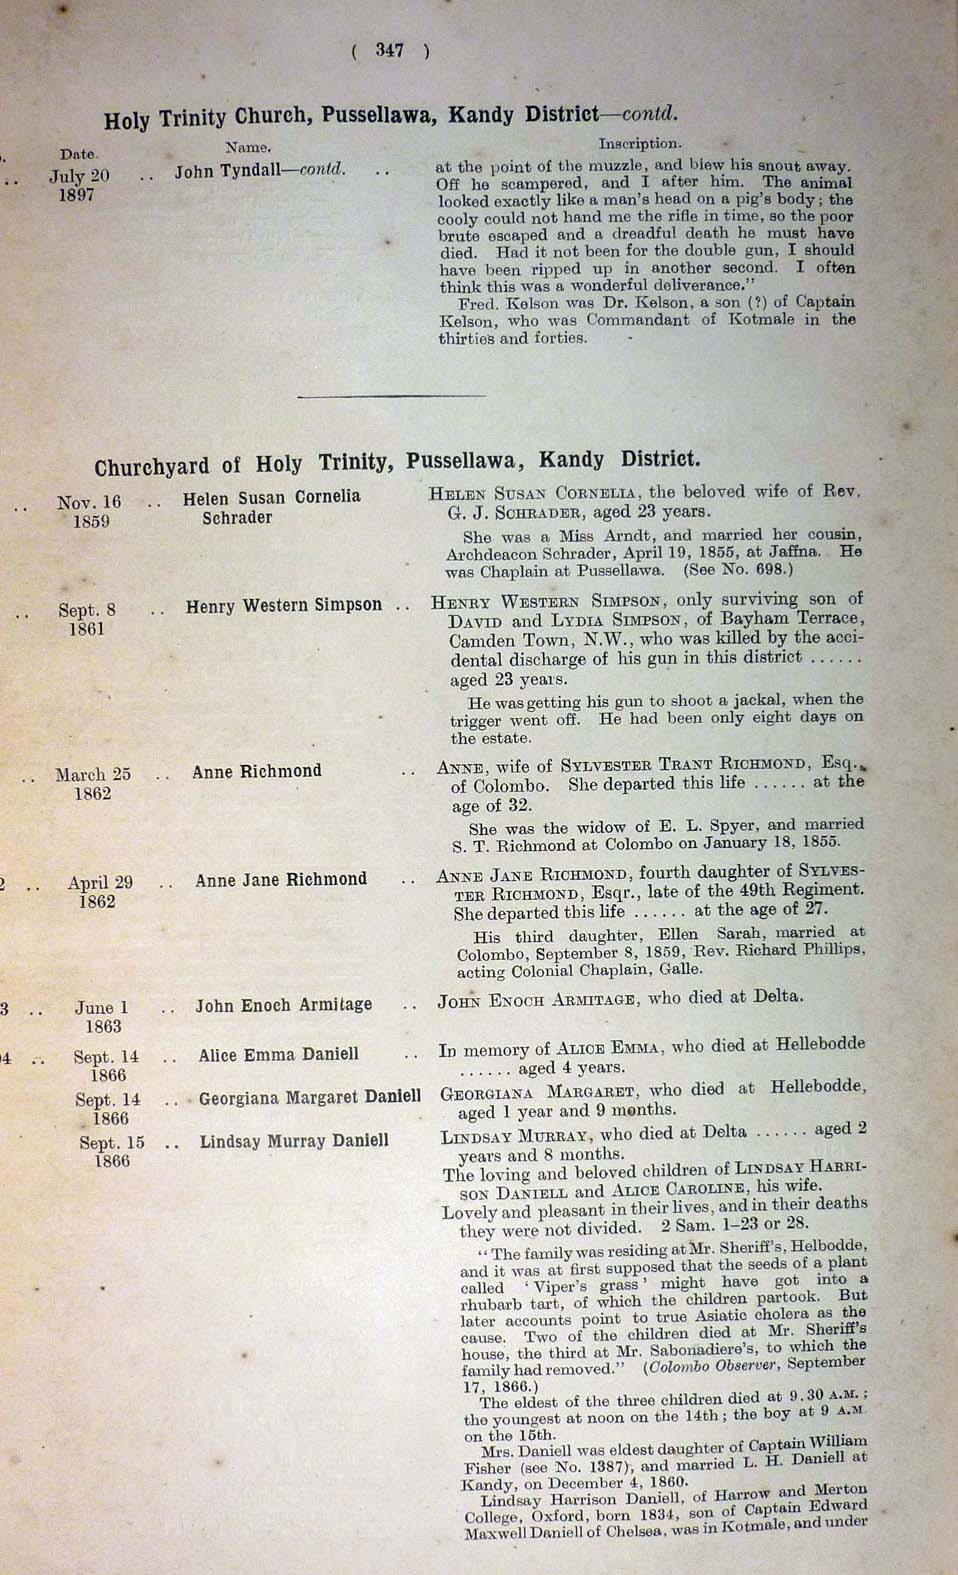 ( 347 )
Holy Trinity Church, Pussellawa, Kandy District—contd.
Date. Name. Inscription.
.. July 20 .. John Tyndall—contd. .. at the point of the muzzle, and blew his snout away.
1897 Off he scampered, and I after him. The animal
looked exactly like a man's head on a pig's body; the
cooly could not hand me the rifle in time, so the poor
brute escaped and a dreadful death he must have
died. Had it not been for the double gun, I should
have been ripped up in another second. I often
think this was a wonderful deliverance."
Fred. Kelson was Dr. Kelson, a son (?) of Captain
Kelson, who was Commandant of Kotmale in the
thirties and forties.
Churchyard of Holy Trinity, Pussellawa, Kandy District.
.. Nov. 16 .. Helen Susan Cornelia HELEN SUSAN CORNELIA, the beloved wife of Rev.
1859 Schrader G. J. SCHRADER, aged 23 years.
She was a Miss Arndt, and married her cousin,
Archdeacon Schrader, April 19, 1855, at Jaffna. He
was Chaplain at Pussellawa. (See No. 698.)
.. Sept. 8 .. Henry Western Simpson .. HENRY WESTERN SIMPSON, only surviving son of
1861 DAVID and LYDIA SIMPSON, of Bayham Terrace,
Camden Town, N.W., who was killed by the acci-
dental discharge of his gun in this district ......
aged 23 years.
He was getting his gun to shoot a jackal, when the
trigger went off. He had been only eight days on
the estate.
.. March 25 .. Anne Richmond .. ANNE, wife of SYLVESTER TRANT RICHMOND, Esq.,
1862 of Colombo. She departed this life ...... at the
age of 32.
She was the widow of E. L. Spyer, and married
S. T. Richmond at Colombo on January 18, 1855.
2 .. April 29 .. Anne Jane Richmond .. ANNE JANE RICHMOND, fourth daughter of SYLVES-
1862 TER RICHMOND, Esqr., late of the 49th Regiment.
She departed this life ...... at the age of 27.
His third daughter, Ellen Sarah, married at
Colombo, September 8, 1859, Rev. Richard Phillips,
acting Colonial Chaplain, Galle.
3 .. June 1 .. John Enoch Armitage .. JOHN ENOCH ARMITAGE, who died at Delta.
1863
4 .. Sept. 14 .. Alice Emma Daniell .. In memory of ALICE EMMA, who died at Hellebodde
1866 ...... aged 4 years.
Sept. 14 .. Georgiana Margaret Daniell GEORGIANA MARGARET, who died at Hellebodde,
1866 aged 1 year and 9 months.
Sept. 15 .. Lindsay Murray Daniell LINDSAY MURRAY, who died at Delta ...... aged 2
1866 years and 8 months.
The loving and beloved children of LINDSAY HARRI-
SON DANIELL and ALICE CAROLINE, his wife.
Lovely and pleasant in their lives, and in their deaths
they were not divided. 2 Sam. 1–23 or 28.
"The family was residing at Mr. Sheriff's, Helbodde,
and it was at first supposed that the seeds of a plant
called 'Viper's grass' might have got into a
rhubarb tart, of which the children partook. But
later accounts point to true Asiatic cholera as the
cause. Two of the children died at Mr. Sheriff's
house, the third at Mr. Sabonadiere's, to which the
family had removed." (Colombo Observer, September
17, 1866.)
The eldest of the three children died at 9.30 A.M.;
the youngest at noon on the 14th; the boy at 9 A.M
on the 15th.
Mrs. Daniell was eldest daughter of Captain William
Fisher (see No. 1387), and married L. H. Daniell at
Kandy, on December 4, 1860.
Lindsay Harrison Daniell, of Harrow and Merton
College, Oxford, born 1834, son of Captain Edward
Maxwell Daniell of Chelsea, was in Kotmale, and under